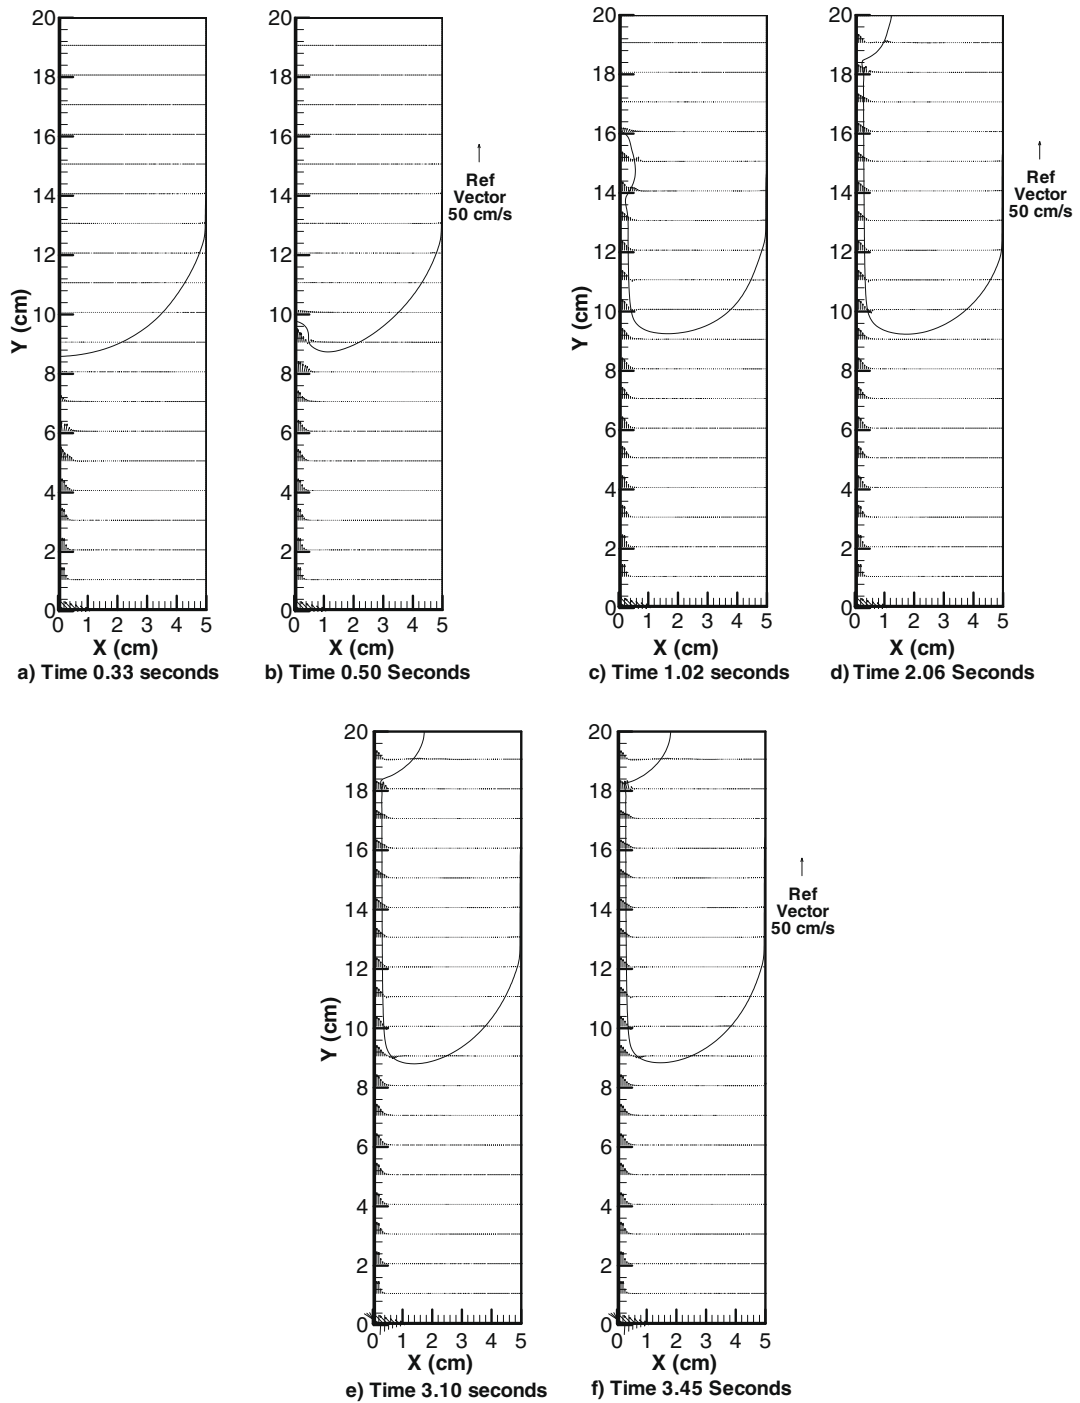 20
18
16
14
12
10
8
6
4
2
0
Y (cm)
0 1 2 3 4 5
X (cm)
a) Time 0.33 seconds
20
18
16
14
12
10
8
6
4
2
0
0 1 2 3 4 5
X (cm)
b) Time 0.50 Seconds
Ref
Vector
50 cm/s
20
18
16
14
12
10
8
6
4
2
0
Y (cm)
0 1 2 3 4 5
X (cm)
c) Time 1.02 seconds
20
18
16
14
12
10
8
6
4
2
0
0 1 2 3 4 5
X (cm)
d) Time 2.06 Seconds
Ref
Vector
50 cm/s
20
18
16
14
12
10
8
6
4
2
0
Y (cm)
0 1 2 3 4 5
X (cm)
e) Time 3.10 seconds
20
18
16
14
12
10
8
6
4
2
0
0 1 2 3 4 5
X (cm)
f) Time 3.45 Seconds
Ref
Vector
50 cm/s